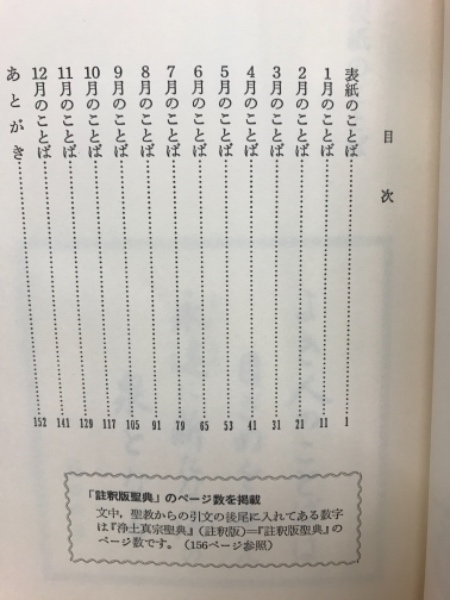 目次
表紙のことば……………………1
1月のことば……………………11
2月のことば……………………21
3月のことば……………………31
4月のことば……………………41
5月のことば……………………53
6月のことば……………………65
7月のことば……………………79
8月のことば……………………91
9月のことば……………………105
10月のことば……………………117
11月のことば……………………129
12月のことば……………………141
あとがき……………………152
「註釈版聖典」のページ数を掲載
文中，聖教からの引文の後尾に入れてある数字
は『浄土真宗聖典』（註釈版）＝『註釈版聖典』の
ページ数です。（156ページ参照）